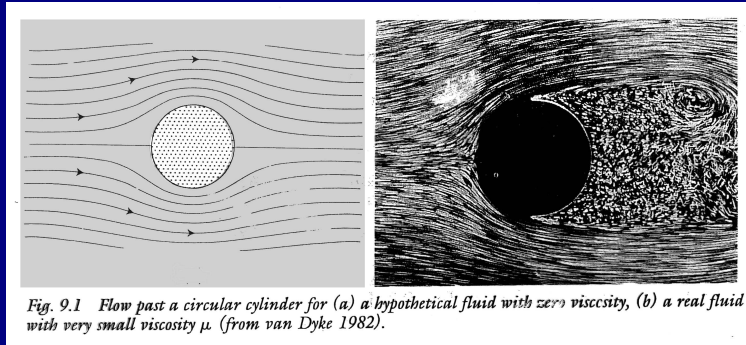 Fig. 9.1 Flow past a circular cylinder for (a) a hypothetical fluid with zero viscosity, (b) a real fluid
with very small viscosity μ (from van Dyke 1982).